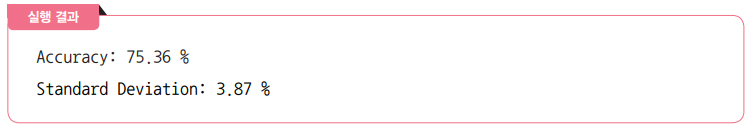 실행 결과
Accuracy: 75.36 %
Standard Deviation: 3.87 %